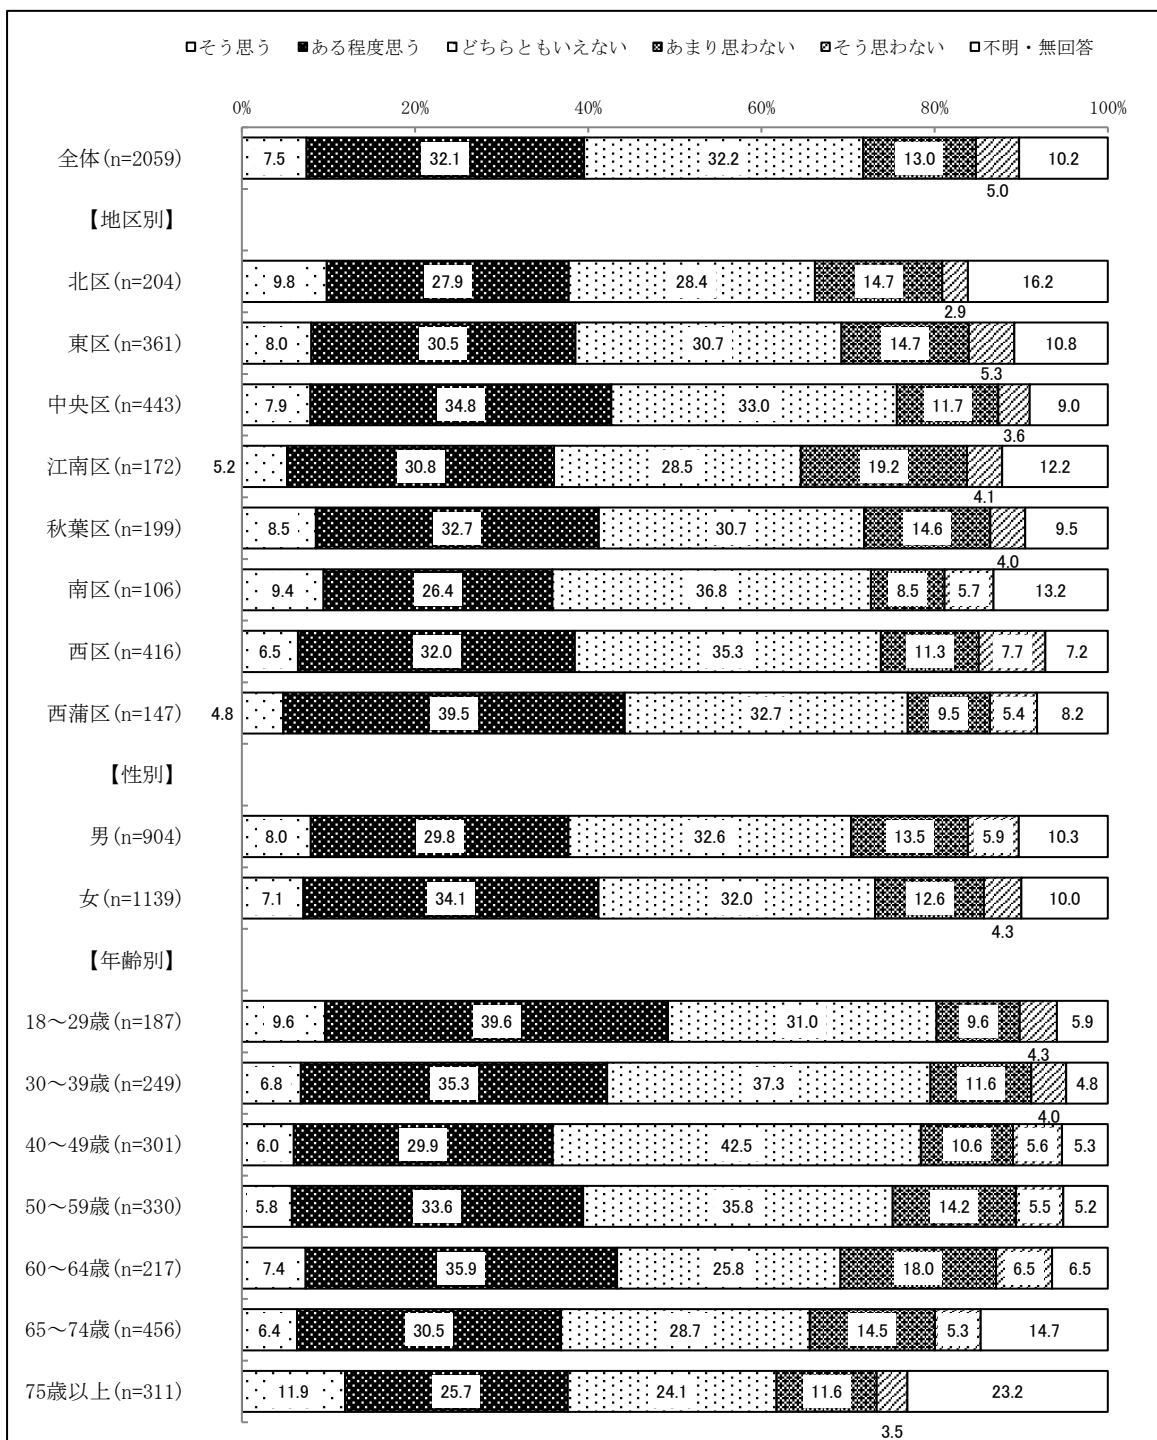 □そう思う ■ある程度思う □どちらともいえない ▩あまり思わない ▨そう思わない □不明・無回答
0% 20% 40% 60% 80% 100%
全体(n=2059) 7.5 32.1 32.2 13.0 10.2
5.0
【地区別】
北区(n=204) 9.8 27.9 28.4 14.7 16.2
2.9
東区(n=361) 8.0 30.5 30.7 14.7 10.8
5.3
中央区(n=443) 7.9 34.8 33.0 11.7 9.0
3.6
江南区(n=172) 5.2 30.8 28.5 19.2 12.2
4.1
秋葉区(n=199) 8.5 32.7 30.7 14.6 9.5
4.0
南区(n=106) 9.4 26.4 36.8 8.5 5.7 13.2
西区(n=416) 6.5 32.0 35.3 11.3 7.7 7.2
西蒲区(n=147) 4.8 39.5 32.7 9.5 5.4 8.2
【性別】
男(n=904) 8.0 29.8 32.6 13.5 5.9 10.3
女(n=1139) 7.1 34.1 32.0 12.6 10.0
4.3
【年齢別】
18～29歳(n=187) 9.6 39.6 31.0 9.6 5.9
4.3
30～39歳(n=249) 6.8 35.3 37.3 11.6 4.8
4.0
40～49歳(n=301) 6.0 29.9 42.5 10.6 5.6 5.3
50～59歳(n=330) 5.8 33.6 35.8 14.2 5.5 5.2
60～64歳(n=217) 7.4 35.9 25.8 18.0 6.5 6.5
65～74歳(n=456) 6.4 30.5 28.7 14.5 5.3 14.7
75歳以上(n=311) 11.9 25.7 24.1 11.6 23.2
3.5